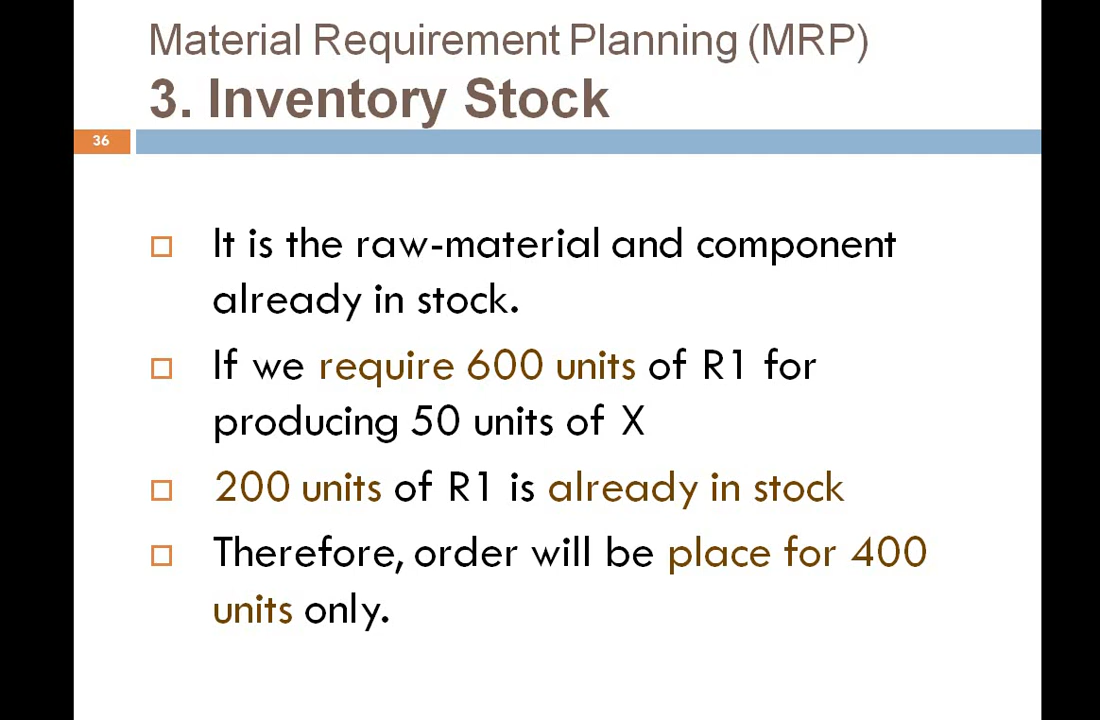 Material Requirement Planning (MRP)
3. Inventory Stock
36
It is the raw-material and component
already in stock.
If we require 600 units of R1 for
producing 50 units of X
200 units of R1 is already in stock
Therefore, order will be place for 400
units only.